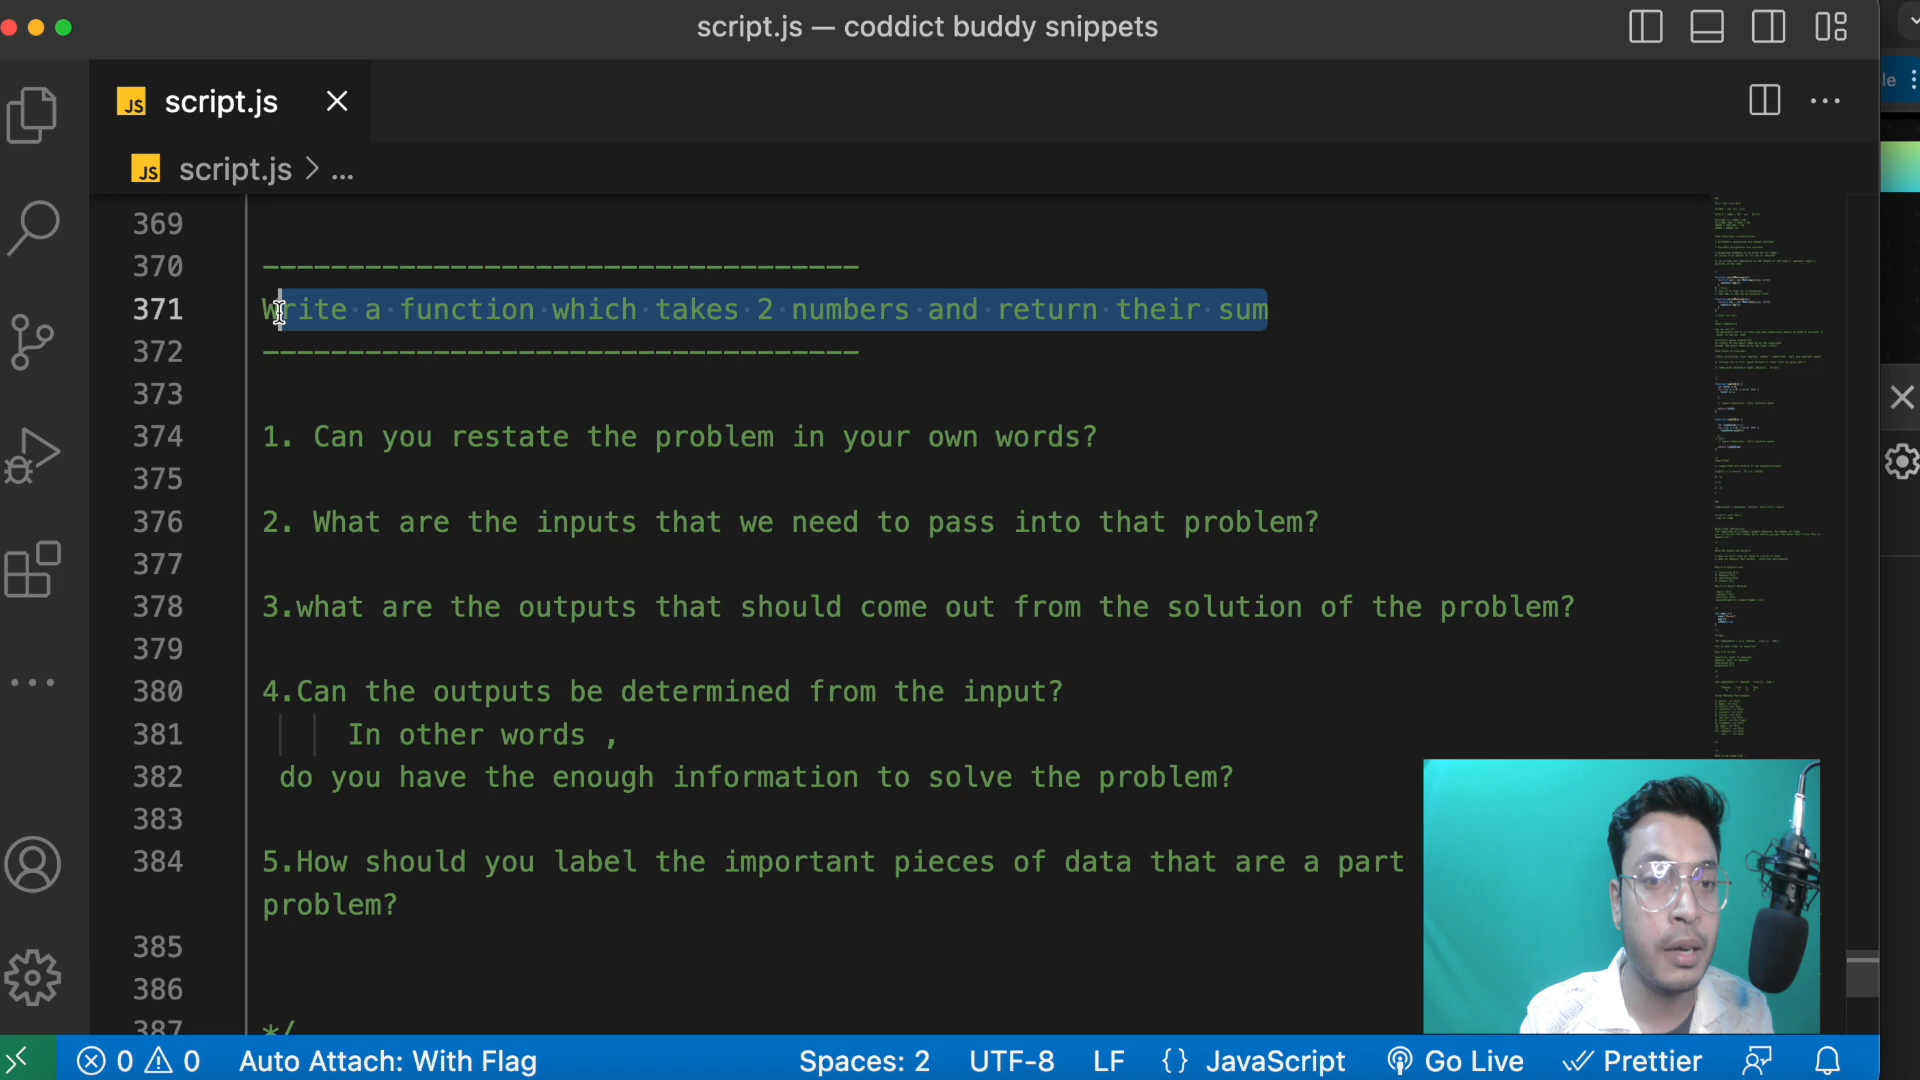 script.js — coddict buddy snippets
JS script.js
le
JS script.js > ...
369
370 -----------------------------------
371 Write a function which takes 2 numbers and return their sum
372 -----------------------------------
373
374 1. Can you restate the problem in your own words?
375
376 2. What are the inputs that we need to pass into that problem?
377
378 3.what are the outputs that should come out from the solution of the problem?
379
380 4.Can the outputs be determined from the input?
381 In other words ,
382 do you have the enough information to solve the problem?
383
384 5.How should you label the important pieces of data that are a part
problem?
385
386
387 */
0 0 Auto Attach: With Flag Spaces: 2 UTF-8 LF {} JavaScript Go Live Prettier